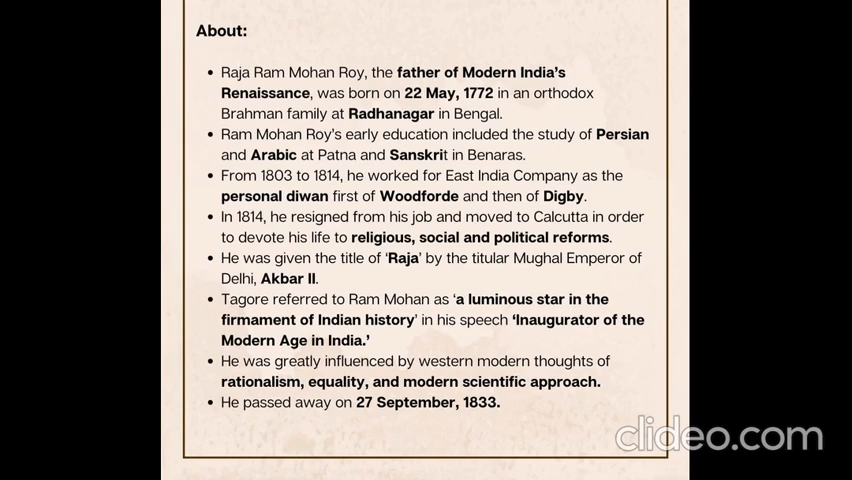 About:
• Raja Ram Mohan Roy, the father of Modern India's
Renaissance, was born on 22 May, 1772 in an orthodox
Brahman family at Radhanagar in Bengal.
• Ram Mohan Roy's early education included the study of Persian
and Arabic at Patna and Sanskrit in Benaras.
• From 1803 to 1814, he worked for East India Company as the
personal diwan first of Woodforde and then of Digby.
• In 1814, he resigned from his job and moved to Calcutta in order
to devote his life to religious, social and political reforms.
• He was given the title of ‘Raja’ by the titular Mughal Emperor of
Delhi, Akbar II.
• Tagore referred to Ram Mohan as ‘a luminous star in the
firmament of Indian history’ in his speech ‘Inaugurator of the
Modern Age in India.’
• He was greatly influenced by western modern thoughts of
rationalism, equality, and modern scientific approach.
• He passed away on 27 September, 1833.
clideo.com